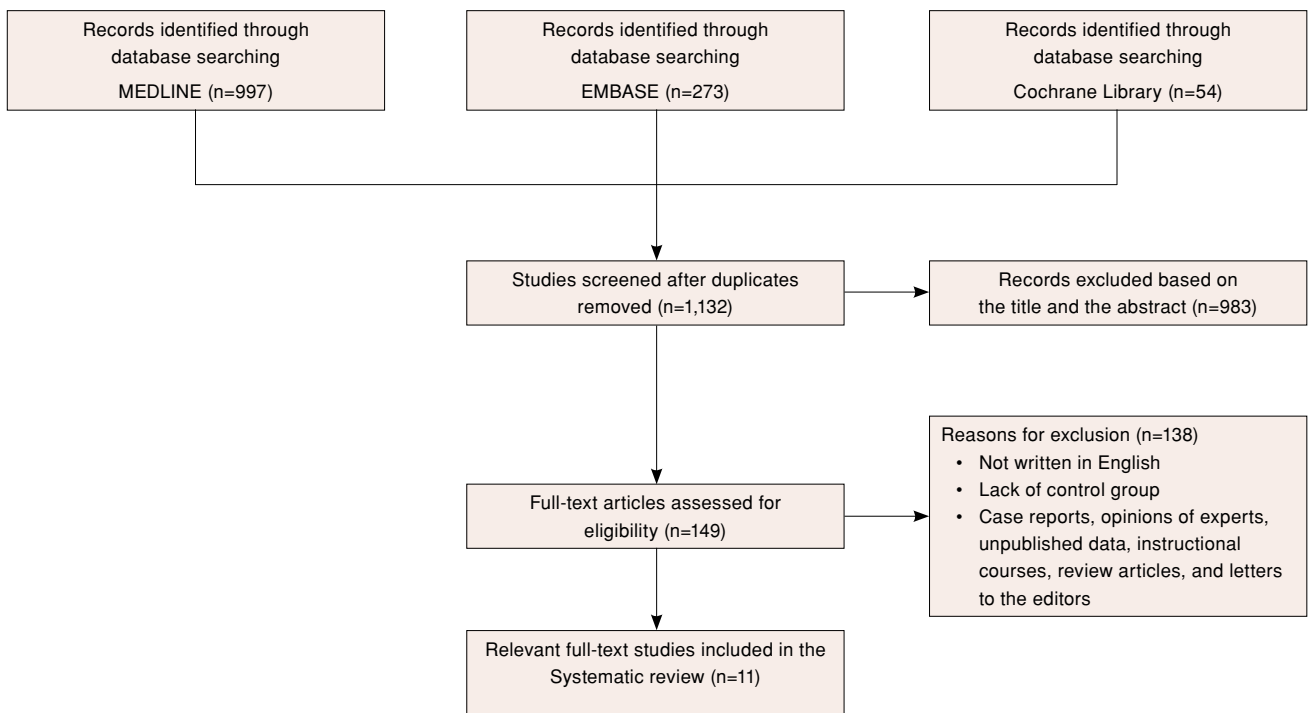 Records identified through
database searching
MEDLINE (n=997)
Records identified through
database searching
EMBASE (n=273)
Records identified through
database searching
Cochrane Library (n=54)
Studies screened after duplicates
removed (n=1,132)
Records excluded based on
the title and the abstract (n=983)
Reasons for exclusion (n=138)
• Not written in English
• Lack of control group
• Case reports, opinions of experts,
unpublished data, instructional
courses, review articles, and letters
to the editors
Full-text articles assessed for
eligibility (n=149)
Relevant full-text studies included in the
Systematic review (n=11)